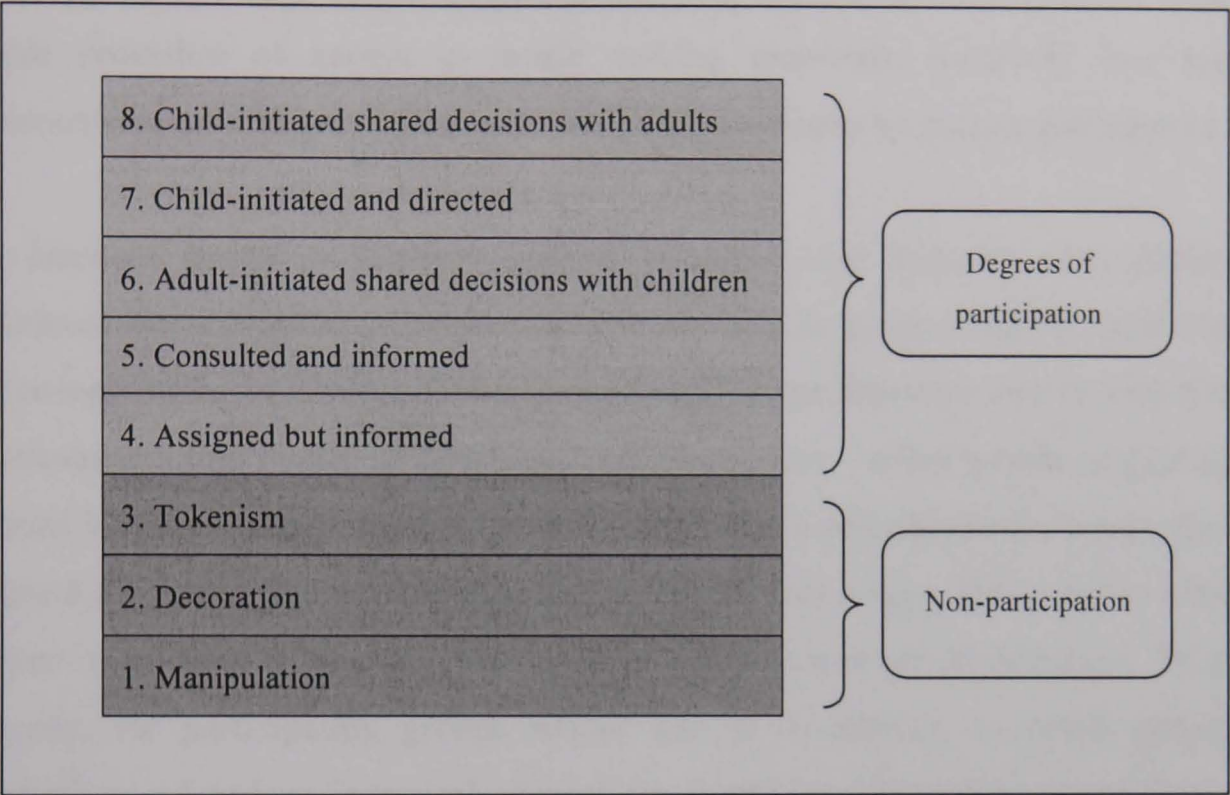 8. Child-initiated shared decisions with adults
7. Child-initiated and directed
6. Adult-initiated shared decisions with children
5. Consulted and informed
4. Assigned but informed
3. Tokenism
2. Decoration
1. Manipulation
Degrees of
participation
Non-participation